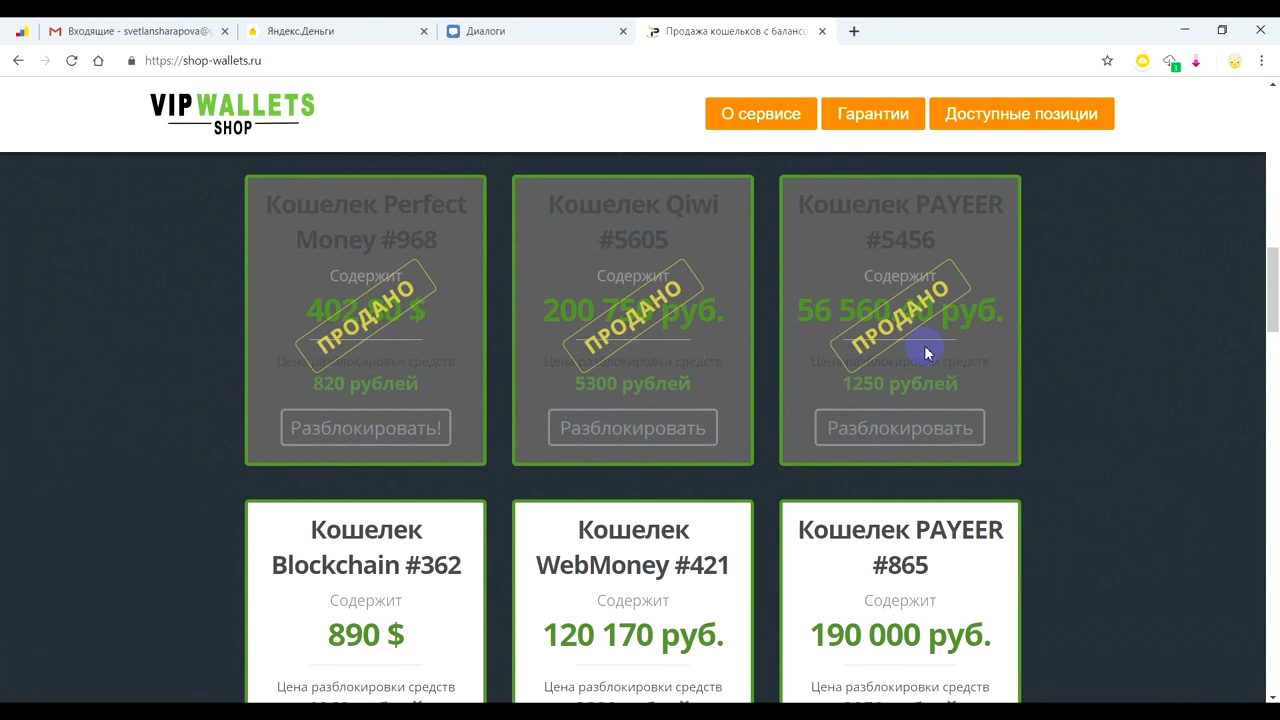 Входящие - svetlansharapova@g
Яндекс.Деньги
Диалоги
Продажа кошельков с балансо
https://shop-wallets.ru
3
VIPWALLETS
SHOP
О сервисе
Гарантии
Доступные позиции
Кошелек Perfect
Money #968
Содержит
ПРОДАНО
820 рублей
Разблокировать!
Кошелек Qiwi
#5605
Содержит
200 750 руб.
ПРОДАНО
Цена разблокировки средств
5300 рублей
Разблокировать
Кошелек PAYEER
#5456
Содержит
ПРОДАНО
Цена разблокировки средств
1250 рублей
Разблокировать
Кошелек
Blockchain #362
Содержит
890 $
Цена разблокировки средств
Кошелек
WebMoney #421
Содержит
120 170 руб.
Цена разблокировки средств
Кошелек PAYEER
#865
Содержит
190 000 руб.
Цена разблокировки средств